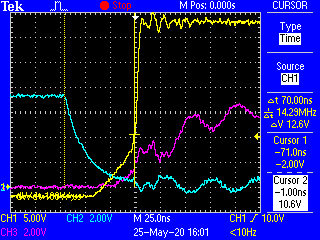 Tek Stop M Pos: 0.000s CURSOR
Type
Time
Source
CH1
Δt 70.00ns
1/Δt 14.29MHz
ΔV 12.6V
Cursor 1
-71.0ns
-2.00V
Cursor 2
-1.00ns
10.6V
CH1 5.00V CH2 2.00V M 25.0ns CH1 / 10.0V
CH3 2.00V 25-May-20 16:01 <10Hz